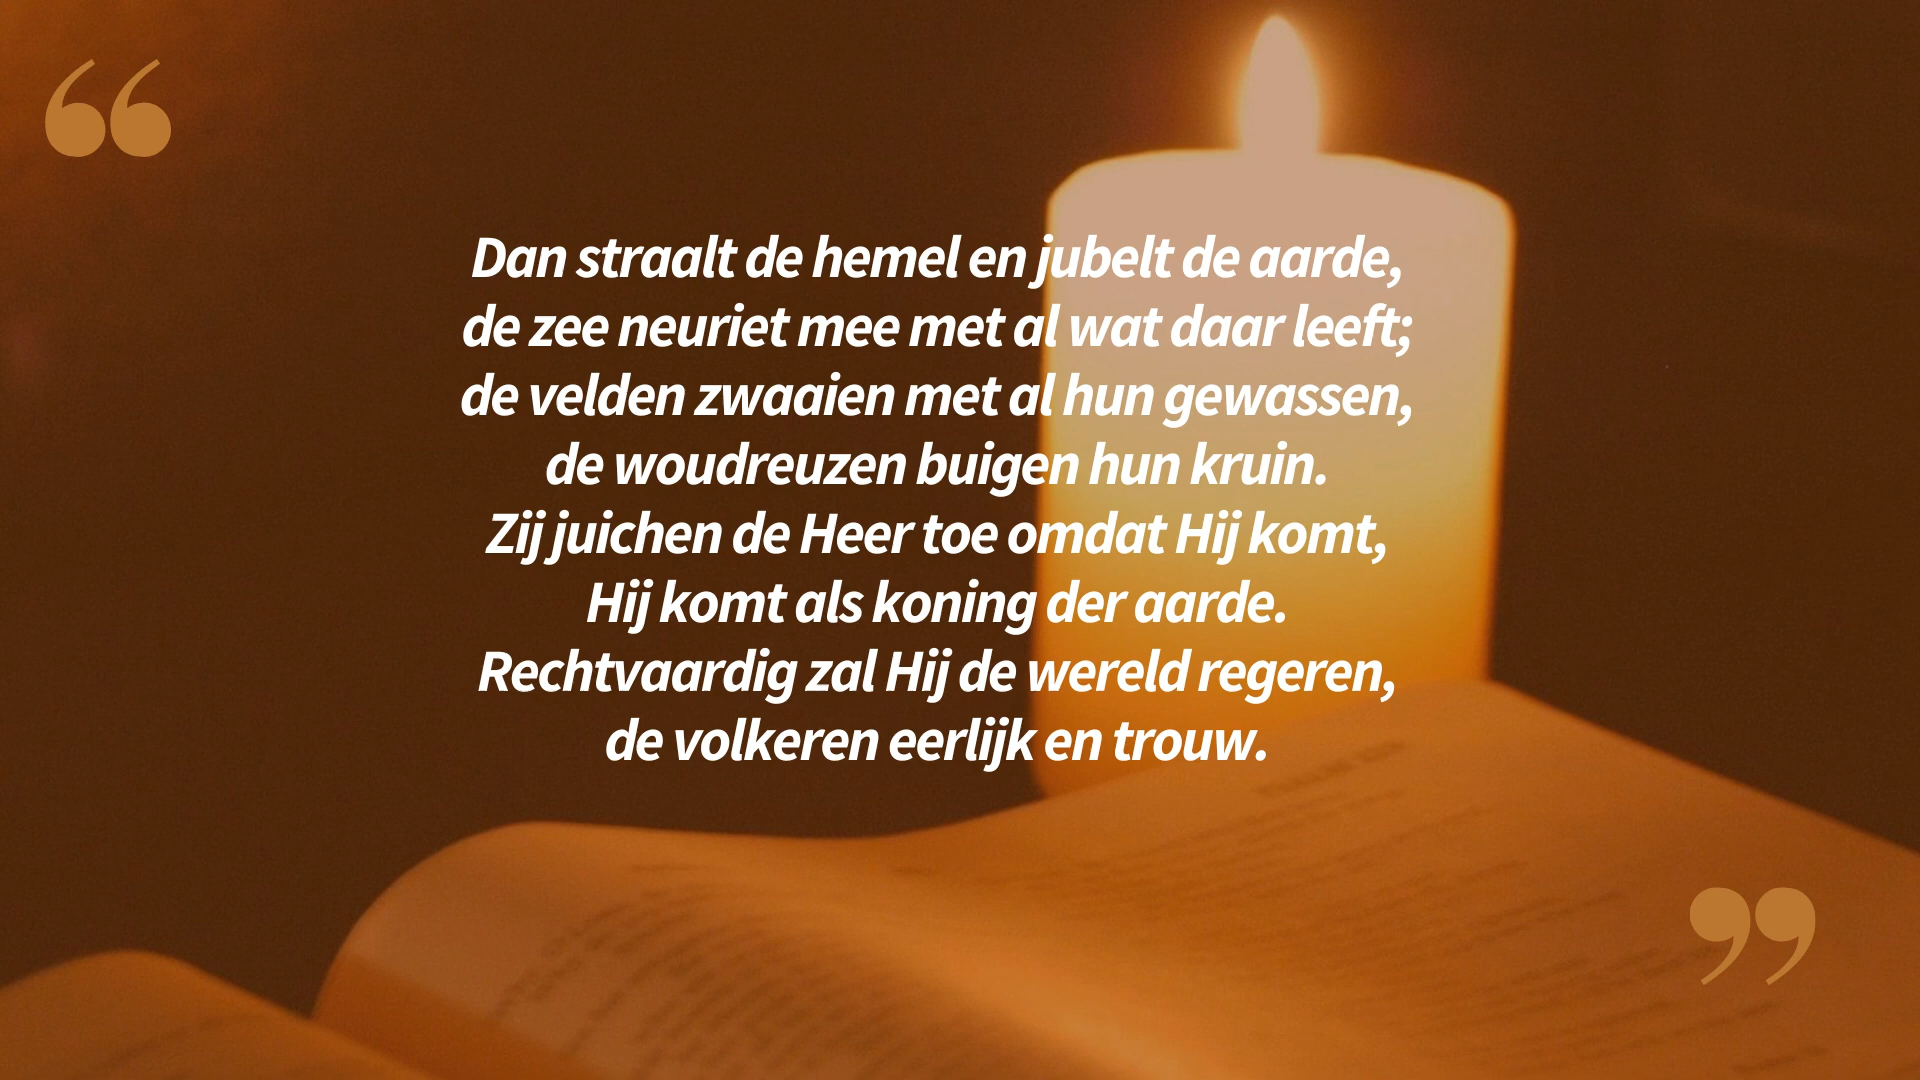 “
Dan straalt de hemel en jubelt de aarde,
de zee neuriet mee met al wat daar leeft;
de velden zwaaien met al hun gewassen,
de woudreuzen buigen hun kruin.
Zij juichen de Heer toe omdat Hij komt,
Hij komt als koning der aarde.
Rechtvaardig zal Hij de wereld regeren,
de volkeren eerlijk en trouw.
”